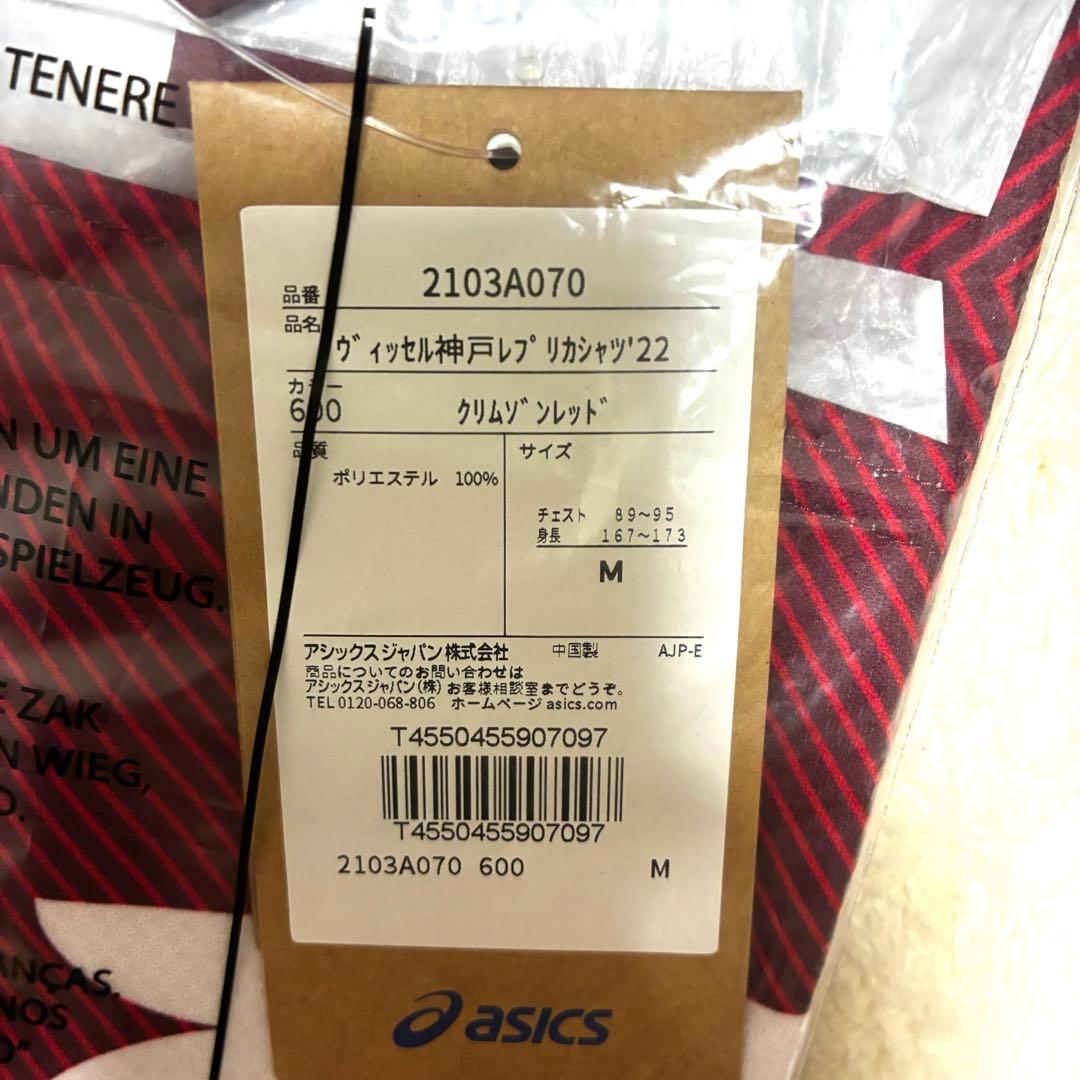 TENERE
N UM EINE
NDEN IN
SPIELZEUG.
E ZAK
N WIEG,
O.
ANÇAS.
NOS
O"
品番 2103A070
品名
ヴィッセル神戸レプリカシャツ'22
カラー
600 クリムゾンレッド
品質 サイズ
ポリエステル 100%
チェスト 89~95
身長 167~173
M
アシックスジャパン株式会社 中国製 AJP-E
商品についてのお問い合わせは
アシックスジャパン(株)お客様相談室までどうぞ。
TEL 0120-068-806 ホームページ asics.com
T4550455907097
T4550455907097
2103A070 600 M
asics